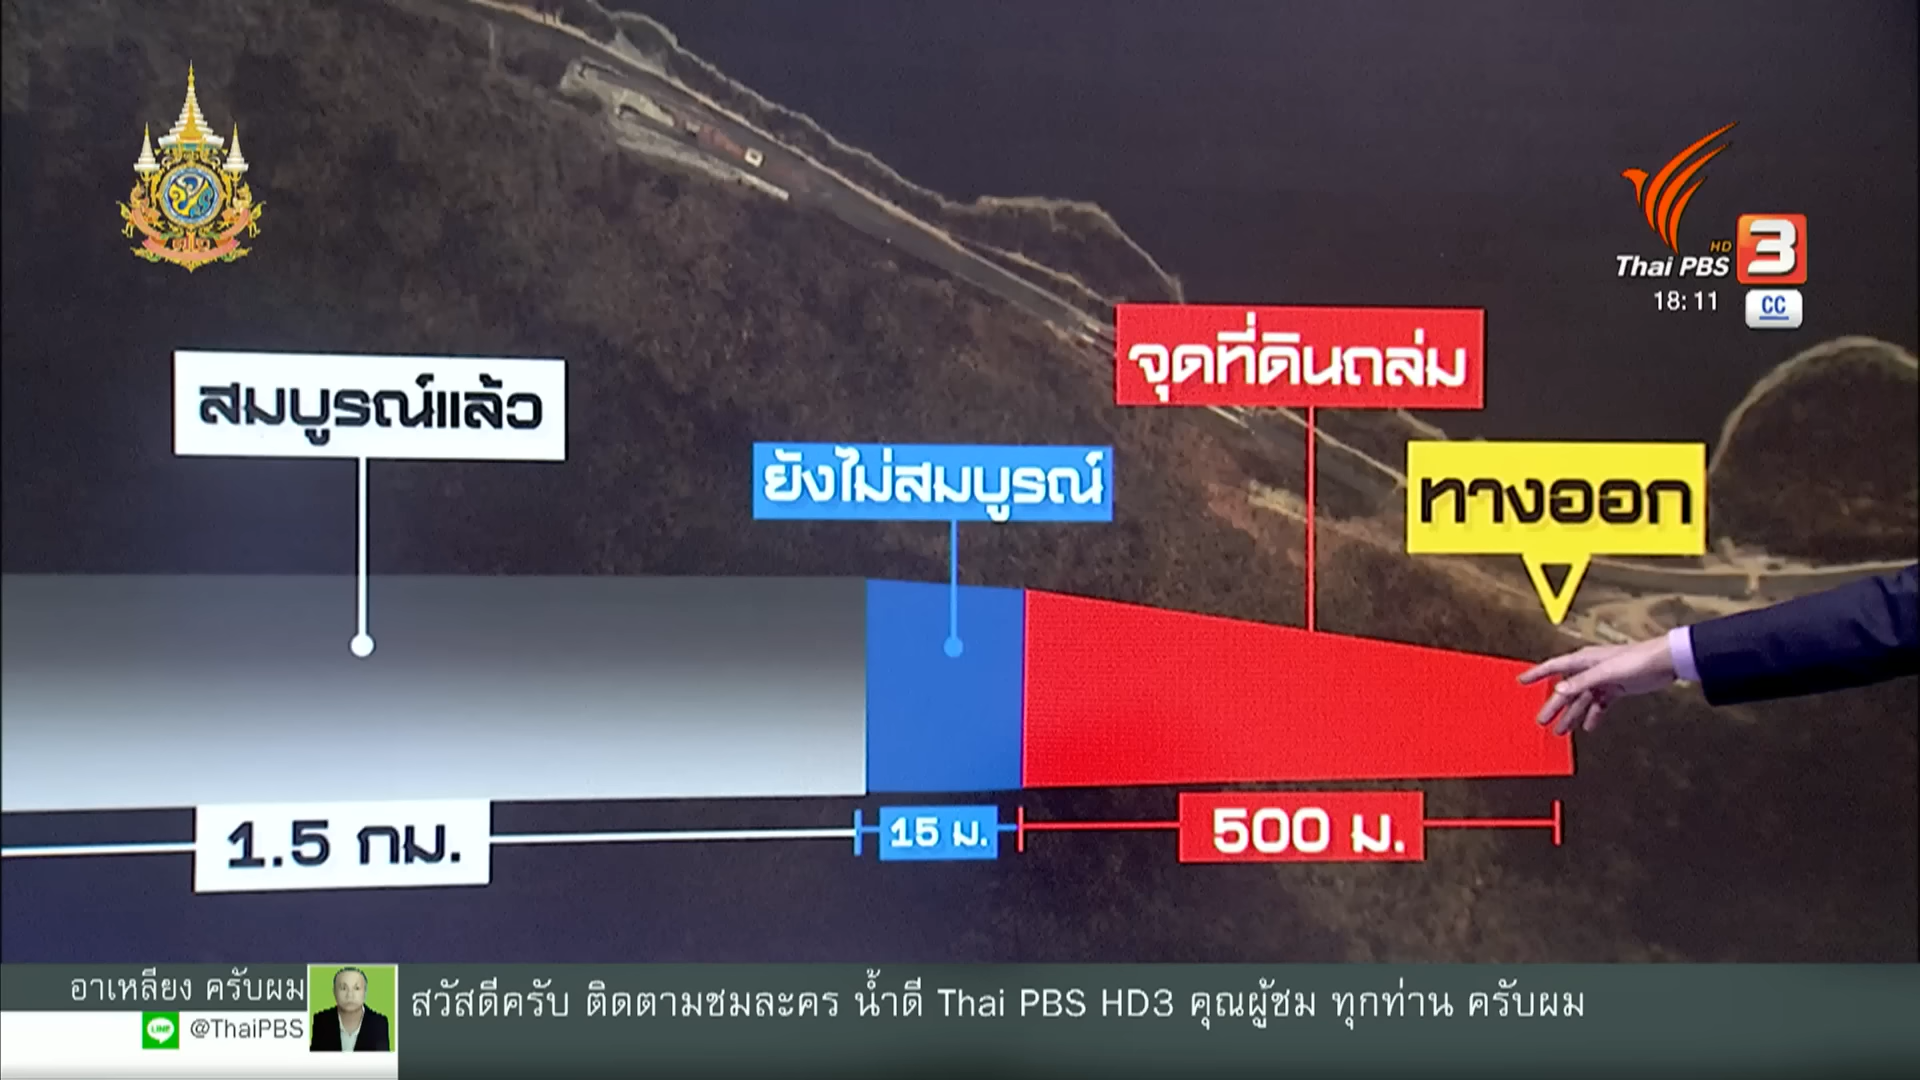 HD
Thai PBS 3
18:11
CC
จุดที่ดินถล่ม
สมบูรณ์แล้ว
ยังไม่สมบูรณ์
ทางออก
1.5 กม.
15 ม.
500 ม.
อาเหลียง ครับผม
LINE @ThaiPBS
สวัสดีครับ ติดตามชมละคร น้ำดี Thai PBS HD3 คุณผู้ชม ทุกท่าน ครับผม